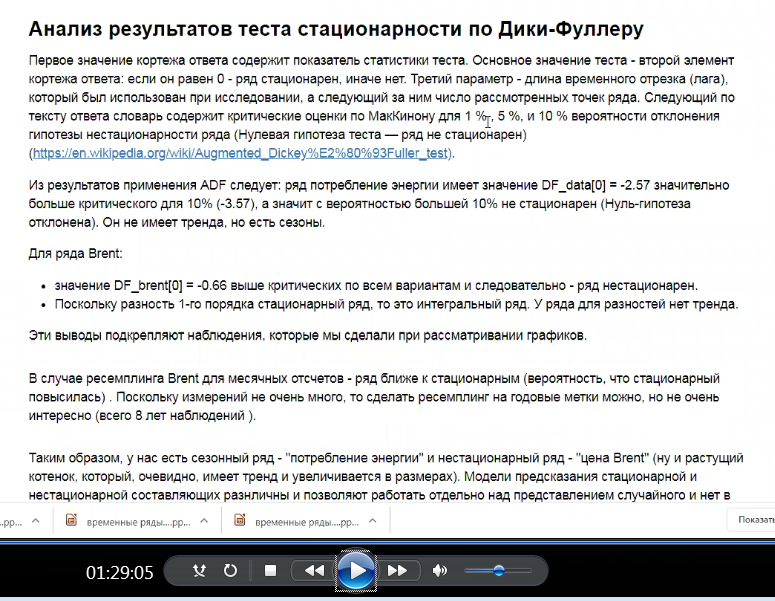 Анализ результатов теста стационарности по Дики-Фуллеру
Первое значение кортежа ответа содержит показатель статистики теста. Основное значение теста - второй элемент
кортежа ответа: если он равен 0 - ряд стационарен, иначе нет. Третий параметр - длина временного отрезка (лага),
который был использован при исследовании, а следующий за ним число рассмотренных точек ряда. Следующий по
тексту ответа словарь содержит критические оценки по МакКинону для 1 %, 5 %, и 10 % вероятности отклонения
гипотезы нестационарности ряда (Нулевая гипотеза теста — ряд не стационарен)
(https://en.wikipedia.org/wiki/Augmented_Dickey%E2%80%93Fuller_test).
Из результатов применения ADF следует: ряд потребление энергии имеет значение DF_data[0] = -2.57 значительно
больше критического для 10% (-3.57), а значит с вероятностью большей 10% не стационарен (Нуль-гипотеза
отклонена). Он не имеет тренда, но есть сезоны.
Для ряда Brent:
• значение DF_brent[0] = -0.66 выше критических по всем вариантам и следовательно - ряд нестационарен.
• Поскольку разность 1-го порядка стационарный ряд, то это интегральный ряд. У ряда для разностей нет тренда.
Эти выводы подкрепляют наблюдения, которые мы сделали при рассматривании графиков.
В случае ресемплинга Brent для месячных отсчетов - ряд ближе к стационарным (вероятность, что стационарный
повысилась) . Поскольку измерений не очень много, то сделать ресемплинг на годовые метки можно, но не очень
интересно (всего 8 лет наблюдений ).
Таким образом, у нас есть сезонный ряд - "потребление энергии" и нестационарный ряд - "цена Brent" (ну и растущий
котенок, который, очевидно, имеет тренд и увеличивается в размерах). Модели предсказания стационарной и
нестационарной составляющих разнличны и позволяют работать отдельно над представлением случайного и нет в
..pp... временные ряды....pp... временные ряды....pp... Показать
01:29:05